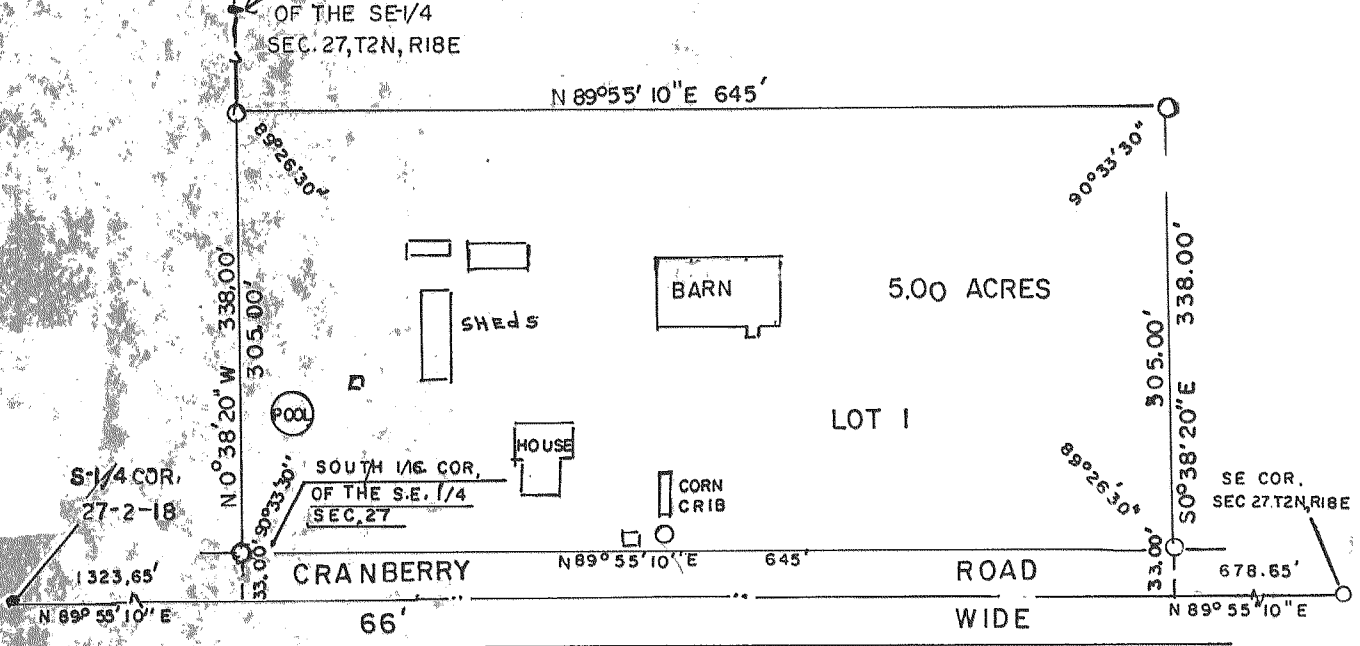 OF THE SE-1/4
SEC. 27, T2N, R18E
N 89°55' 10"E 645'
89°26'30"
90°33'30"
N 0°38'20" W 338.00'
305.00'
BARN
5.00 ACRES
SHEdS
POOL
HOUSE
LOT 1
305.00'
S0°38'20"E 338.00'
S-1/4 COR.
27-2-18
90°33'30"
SOUTH 1/16. COR,
OF THE S.E. 1/4
SEC, 27
CORN
CRIB
89°26'30"
SE COR.
SEC 27.T2N, R18E
N 89°55'10"E 645'
1323,65'
33.00'
CRANBERRY ROAD
33.00'
678.65'
N 89° 55' 10" E
66' WIDE
N 89°55'10" E